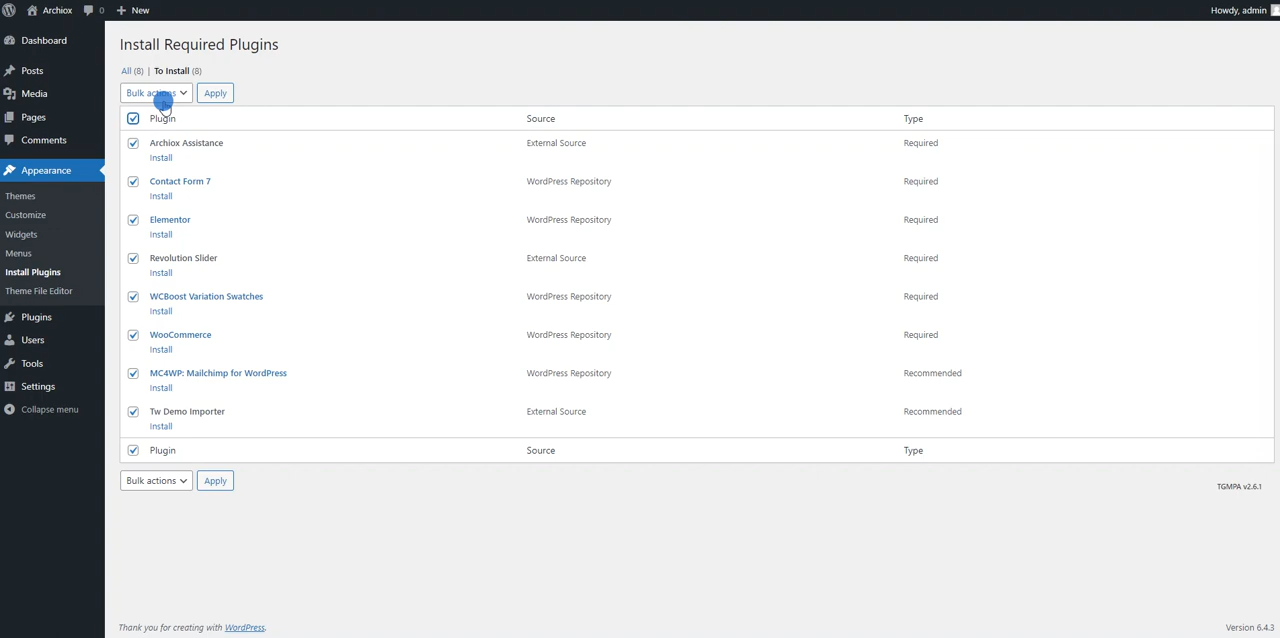 Archiox 0 + New Howdy, admin
Dashboard
Posts
Media
Pages
Comments
Appearance
Themes
Customize
Widgets
Menus
Install Plugins
Theme File Editor
Plugins
Users
Tools
Settings
Collapse menu
Install Required Plugins
All (8) | To Install (8)
Bulk actions Apply
Plugin Source Type
Archiox Assistance External Source Required
Install
Contact Form 7 WordPress Repository Required
Install
Elementor WordPress Repository Required
Install
Revolution Slider External Source Required
Install
WCBoost Variation Swatches WordPress Repository Required
Install
WooCommerce WordPress Repository Required
Install
MC4WP: Mailchimp for WordPress WordPress Repository Recommended
Install
Tw Demo Importer External Source Recommended
Install
Plugin Source Type
Bulk actions Apply
TGMPA v2.6.1
Thank you for creating with WordPress. Version 6.4.3